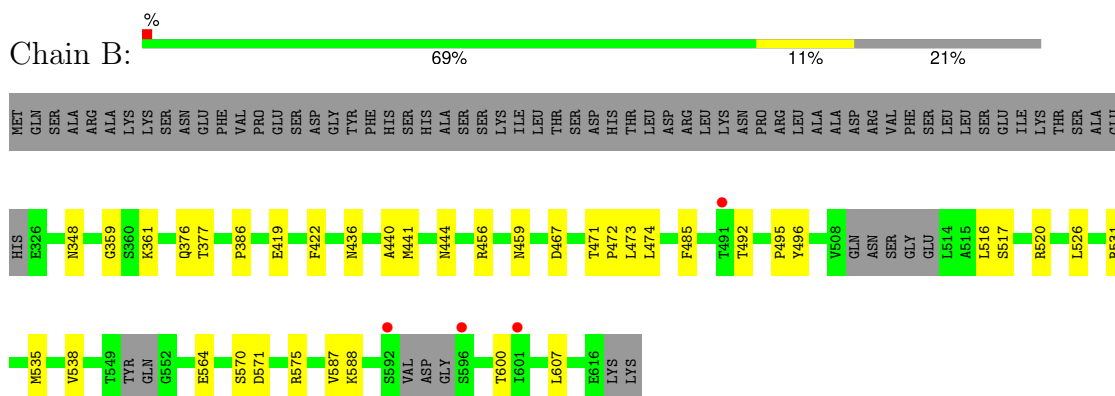 %
Chain B:
69% 11% 21%
MET GLN SER ALA ARG ALA LYS LYS SER ASN GLU PHE VAL PRO GLU SER ASP GLY TYR PHE HIS SER HIS ALA SER SER LYS ILE LEU THR SER ASP HIS THR LEU ASP ARG LEU LYS ASN PRO ARG LEU ALA ALA ASP ARG VAL PHE SER LEU LEU SER GLU ILE LYS THR SER ALA GLU
HIS E326 N348 G359 S360 K361 Q376 T377 P386 E419 F422 N436 A440 M441 N444 R456 N459 D467 T471 P472 L473 L474 F485 T491 T492 P495 Y496 V508 GLN ASN SER GLY GLU L514 A515 L516 S517 R520 L526 R531
M535 V538 T549 TYR GLN G552 E564 S570 D571 R575 V587 K588 S592 VAL ASP GLY S596 T600 I601 L607 E616 LYS LYS